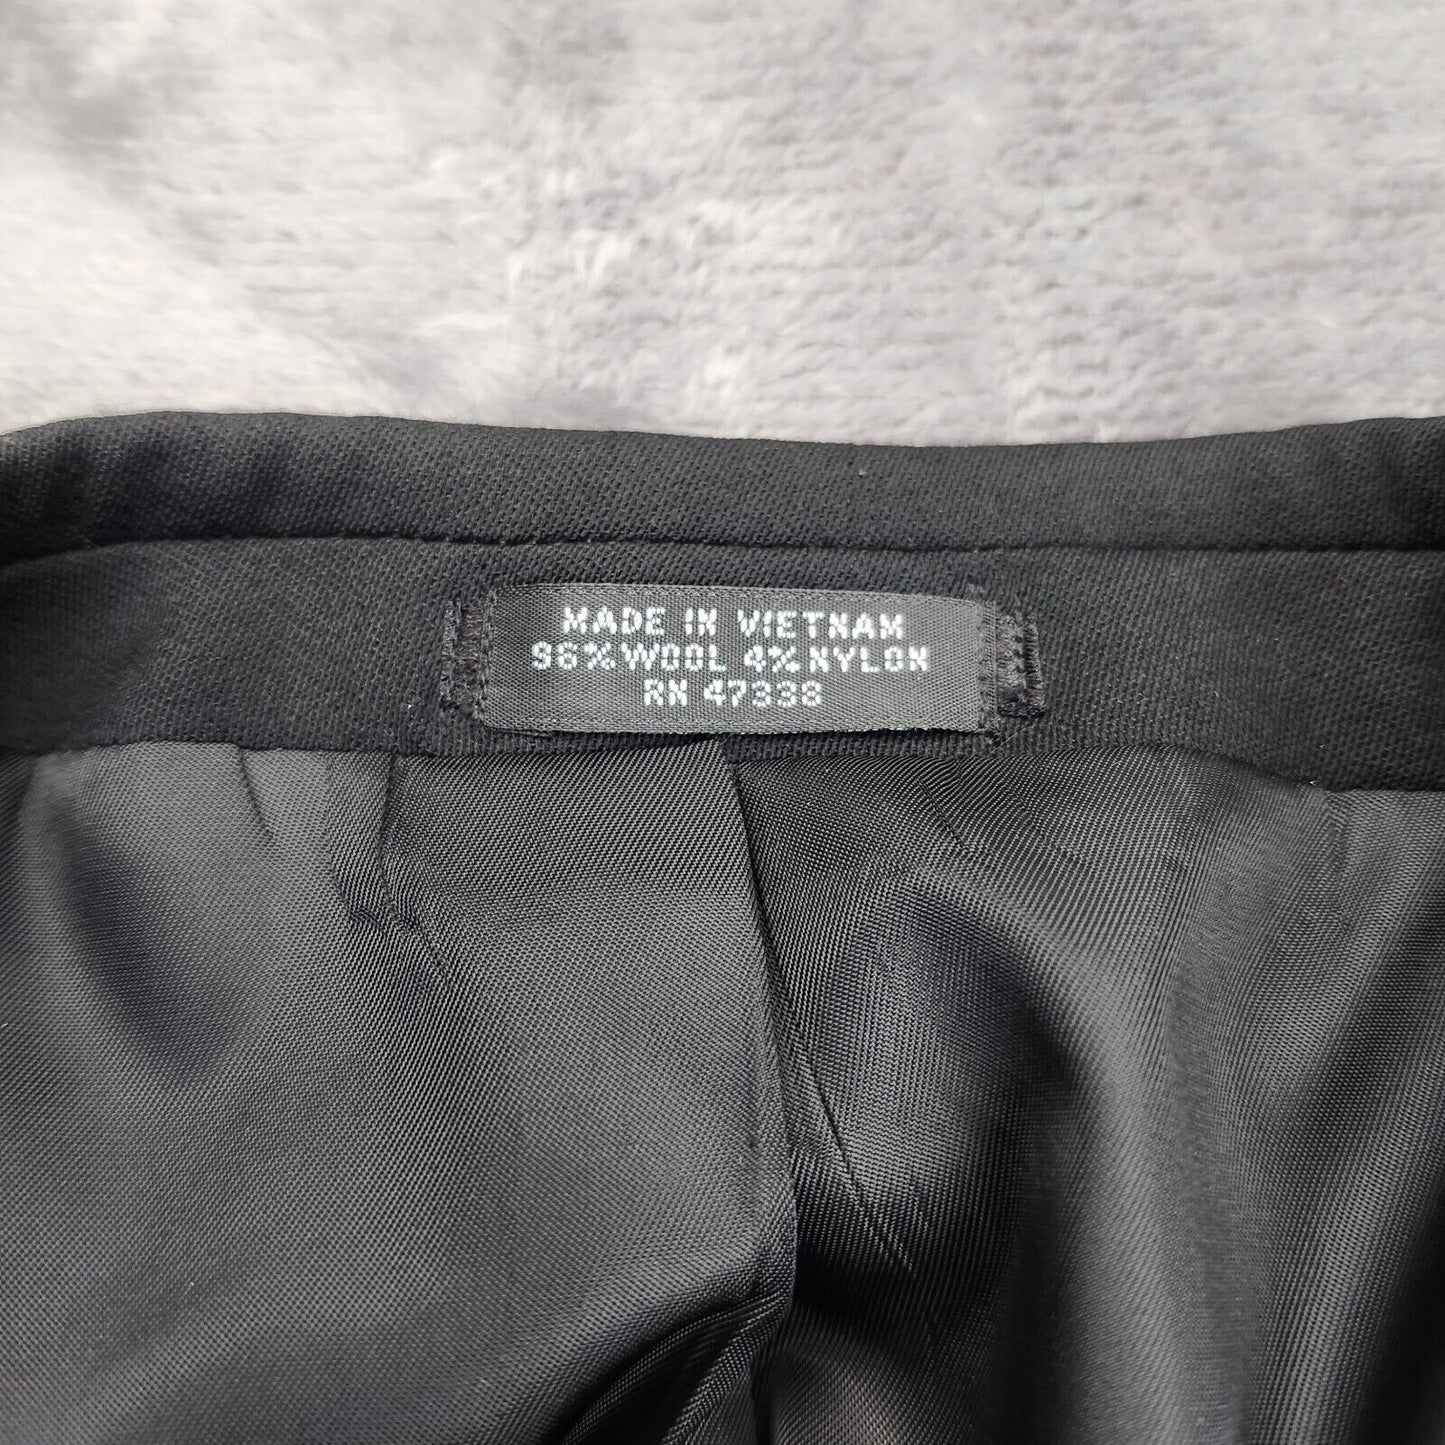 MADE IN VIETNAM
96% WOOL 4% NYLON
RN 47338